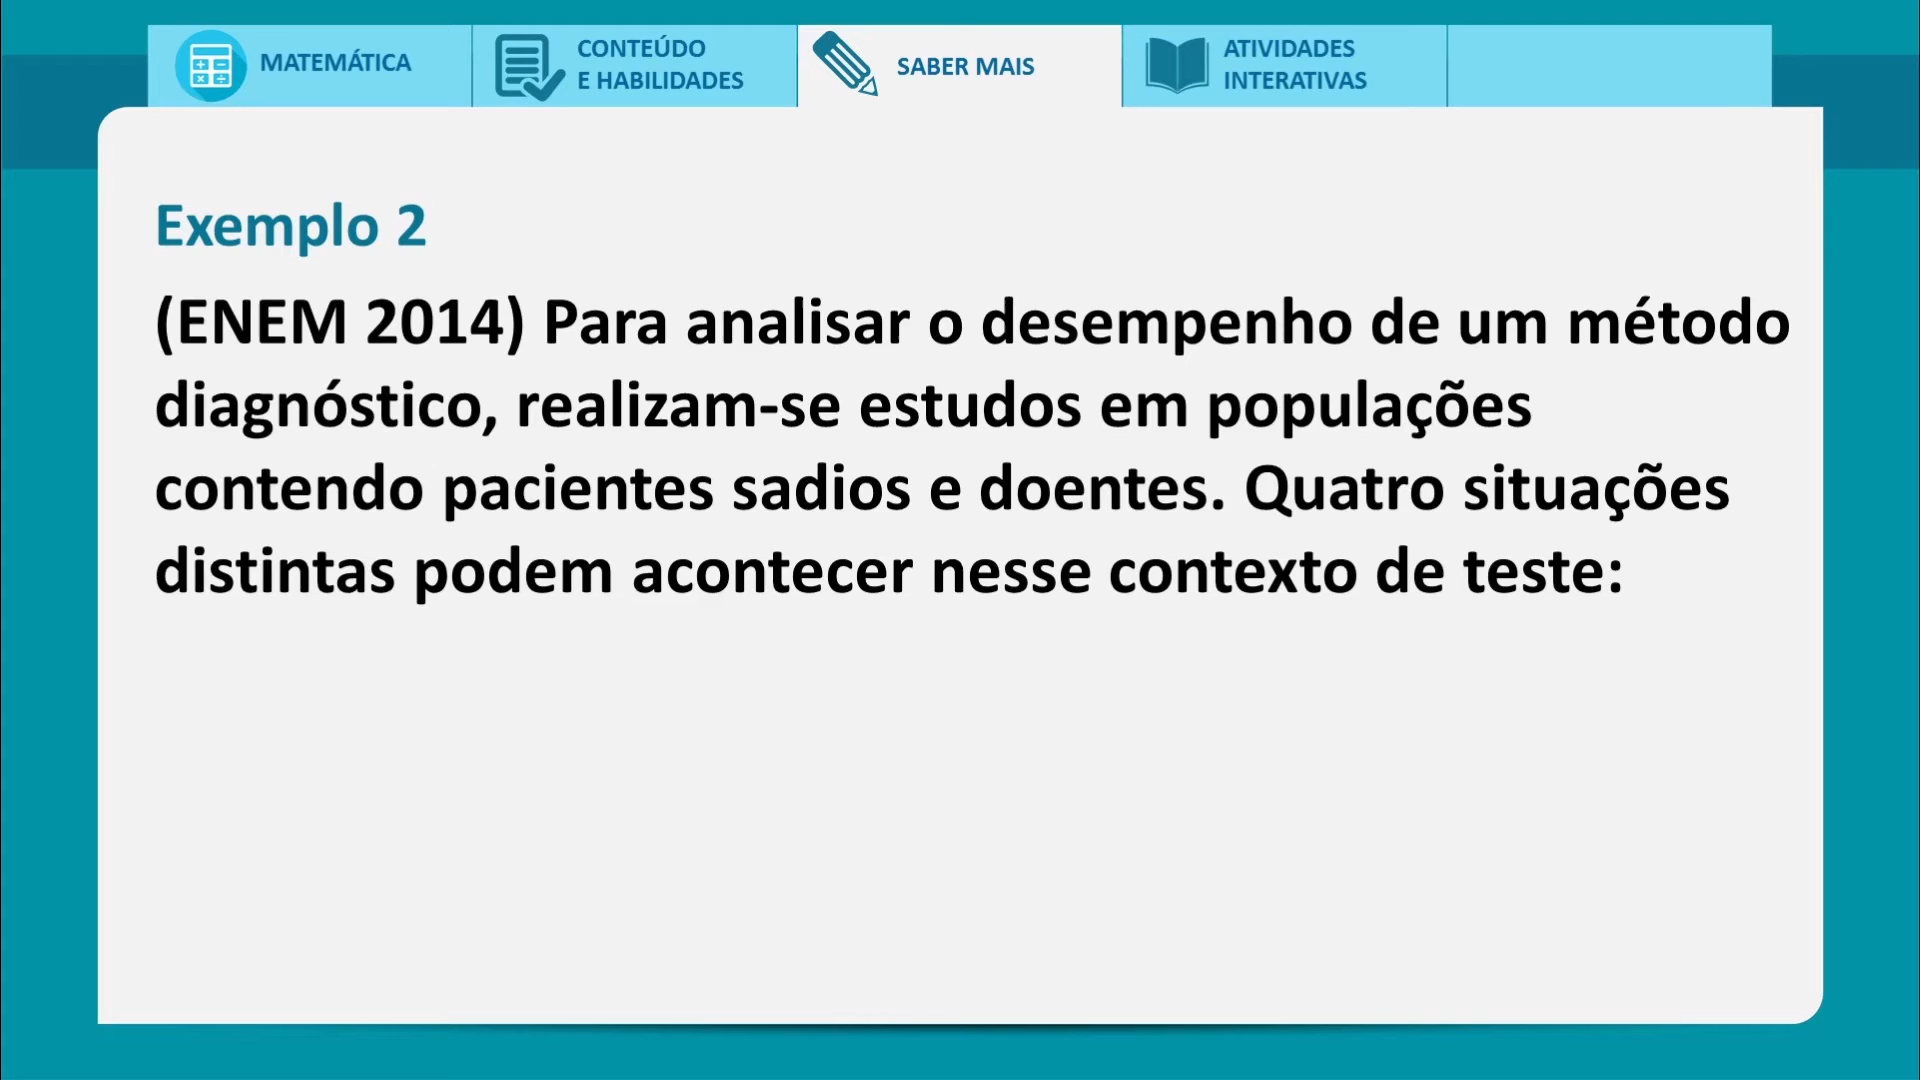 MATEMÁTICA
CONTEÚDO
E HABILIDADES
SABER MAIS
ATIVIDADES
INTERATIVAS
Exemplo 2
(ENEM 2014) Para analisar o desempenho de um método
diagnóstico, realizam-se estudos em populações
contendo pacientes sadios e doentes. Quatro situações
distintas podem acontecer nesse contexto de teste: